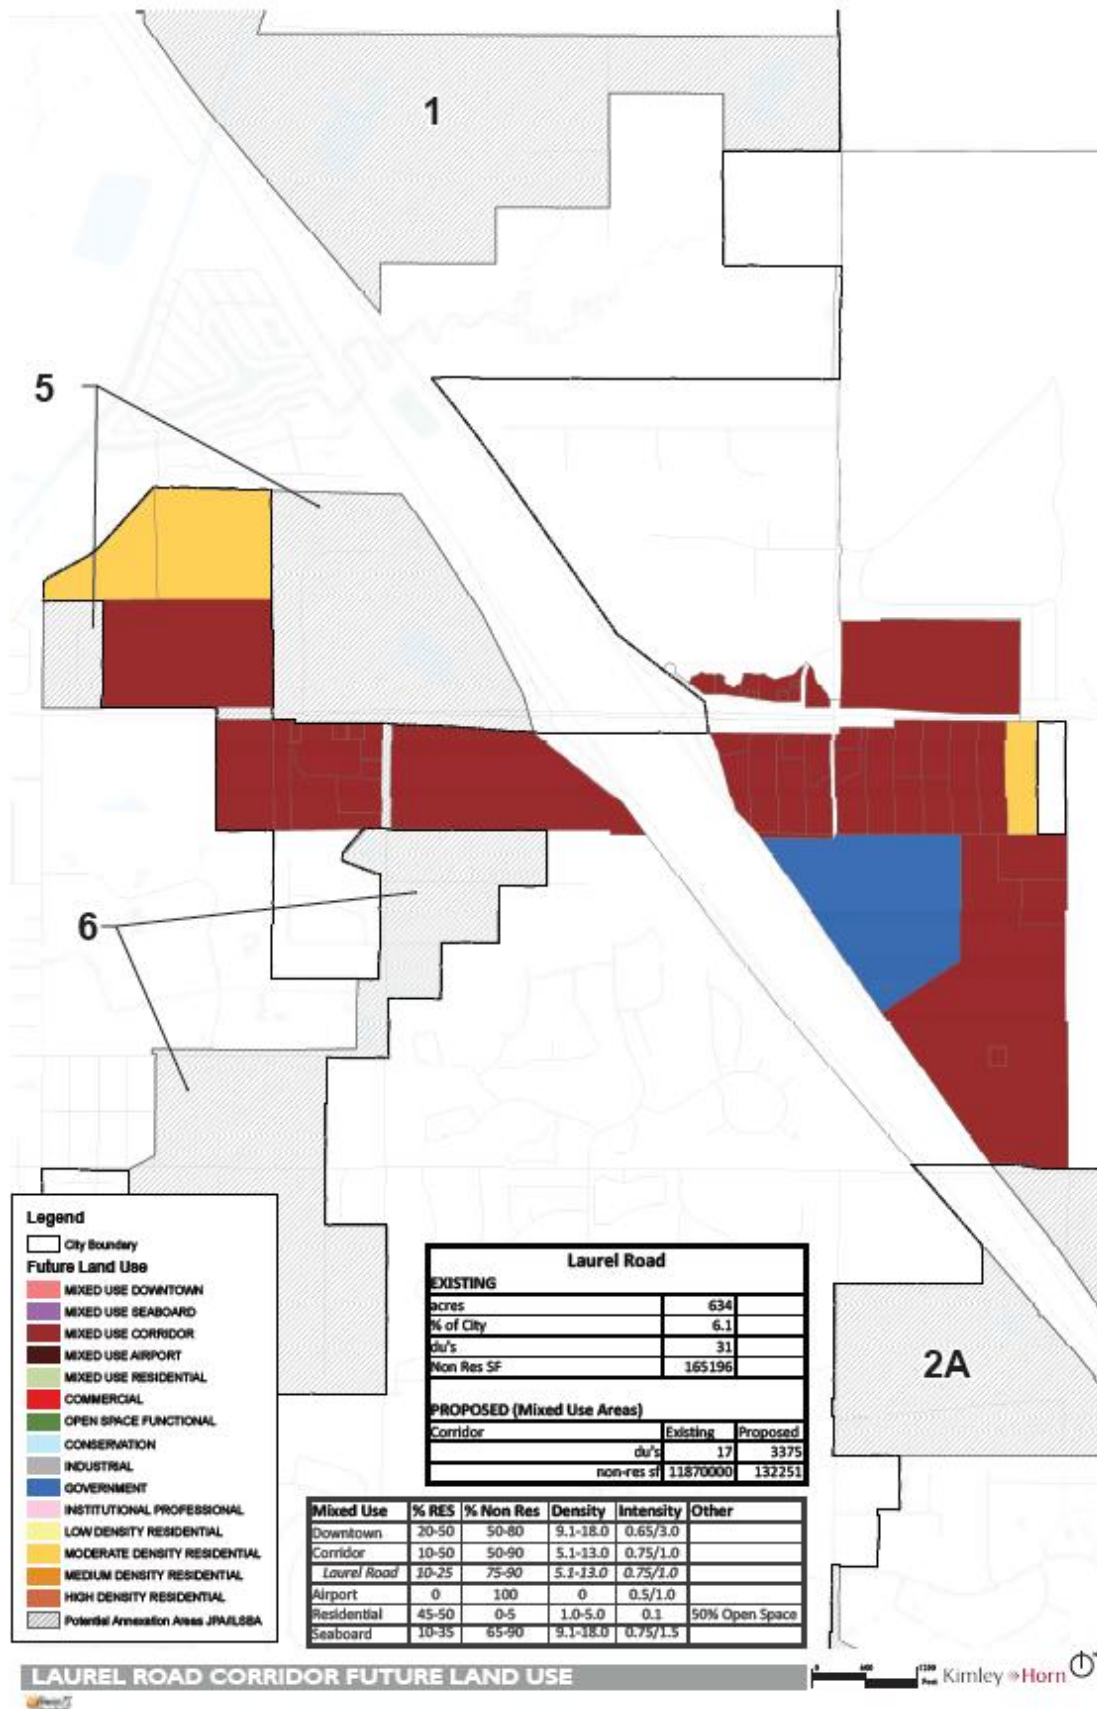 1
5
6
2A
Legend
City Boundary
Future Land Use
MIXED USE DOWNTOWN
MIXED USE SEABOARD
MIXED USE CORRIDOR
MIXED USE AIRPORT
MIXED USE RESIDENTIAL
COMMERCIAL
OPEN SPACE FUNCTIONAL
CONSERVATION
INDUSTRIAL
GOVERNMENT
INSTITUTIONAL PROFESSIONAL
LOW DENSITY RESIDENTIAL
MODERATE DENSITY RESIDENTIAL
MEDIUM DENSITY RESIDENTIAL
HIGH DENSITY RESIDENTIAL
Potential Annexation Areas JPA/ILSBA
Laurel Road
EXISTING
acres 634
% of City 6.1
du's 31
Non Res SF 165196
PROPOSED (Mixed Use Areas)
Corridor Existing Proposed
du's 17 3375
non-res sf 11870000 132251
Mixed Use % RES % Non Res Density Intensity Other
Downtown 20-50 50-80 9.1-18.0 0.65/3.0
Corridor 10-50 50-90 5.1-13.0 0.75/1.0
Laurel Road 10-25 75-90 5.1-13.0 0.75/1.0
Airport 0 100 0 0.5/1.0
Residential 45-50 0-5 1.0-5.0 0.1 50% Open Space
Seaboard 10-35 65-90 9.1-18.0 0.75/1.5
LAUREL ROAD CORRIDOR FUTURE LAND USE
0 600 1200
Feet
Kimley Horn